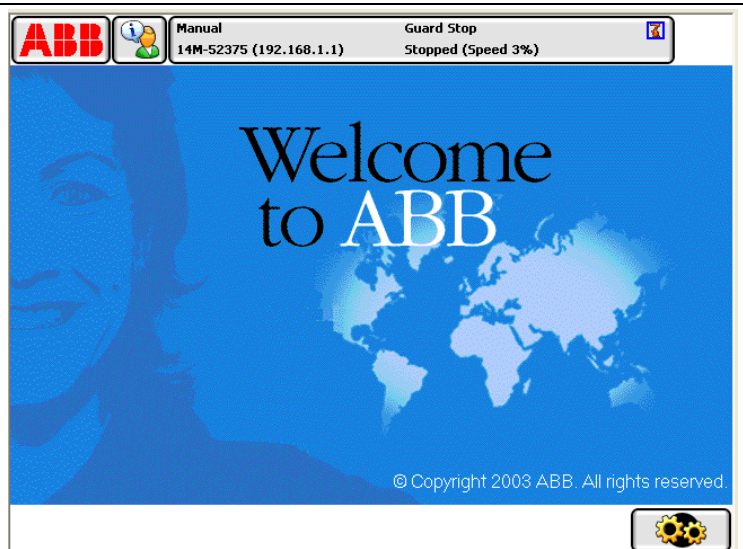 ABB
Manual
Guard Stop
14M-52375 (192.168.1.1)
Stopped (Speed 3%)
Welcome
to ABB
© Copyright 2003 ABB. All rights reserved.